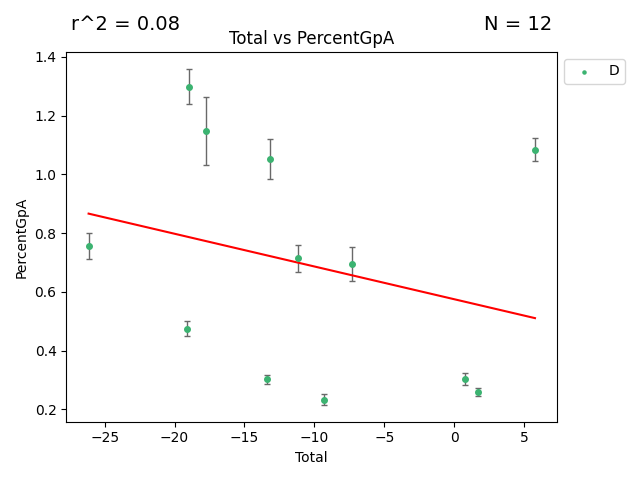 r^2 = 0.08
N = 12
Total vs PercentGpA
D
PercentGpA
1.4
1.2
1.0
0.8
0.6
0.4
0.2
−25
−20
−15
−10
−5
0
5
Total